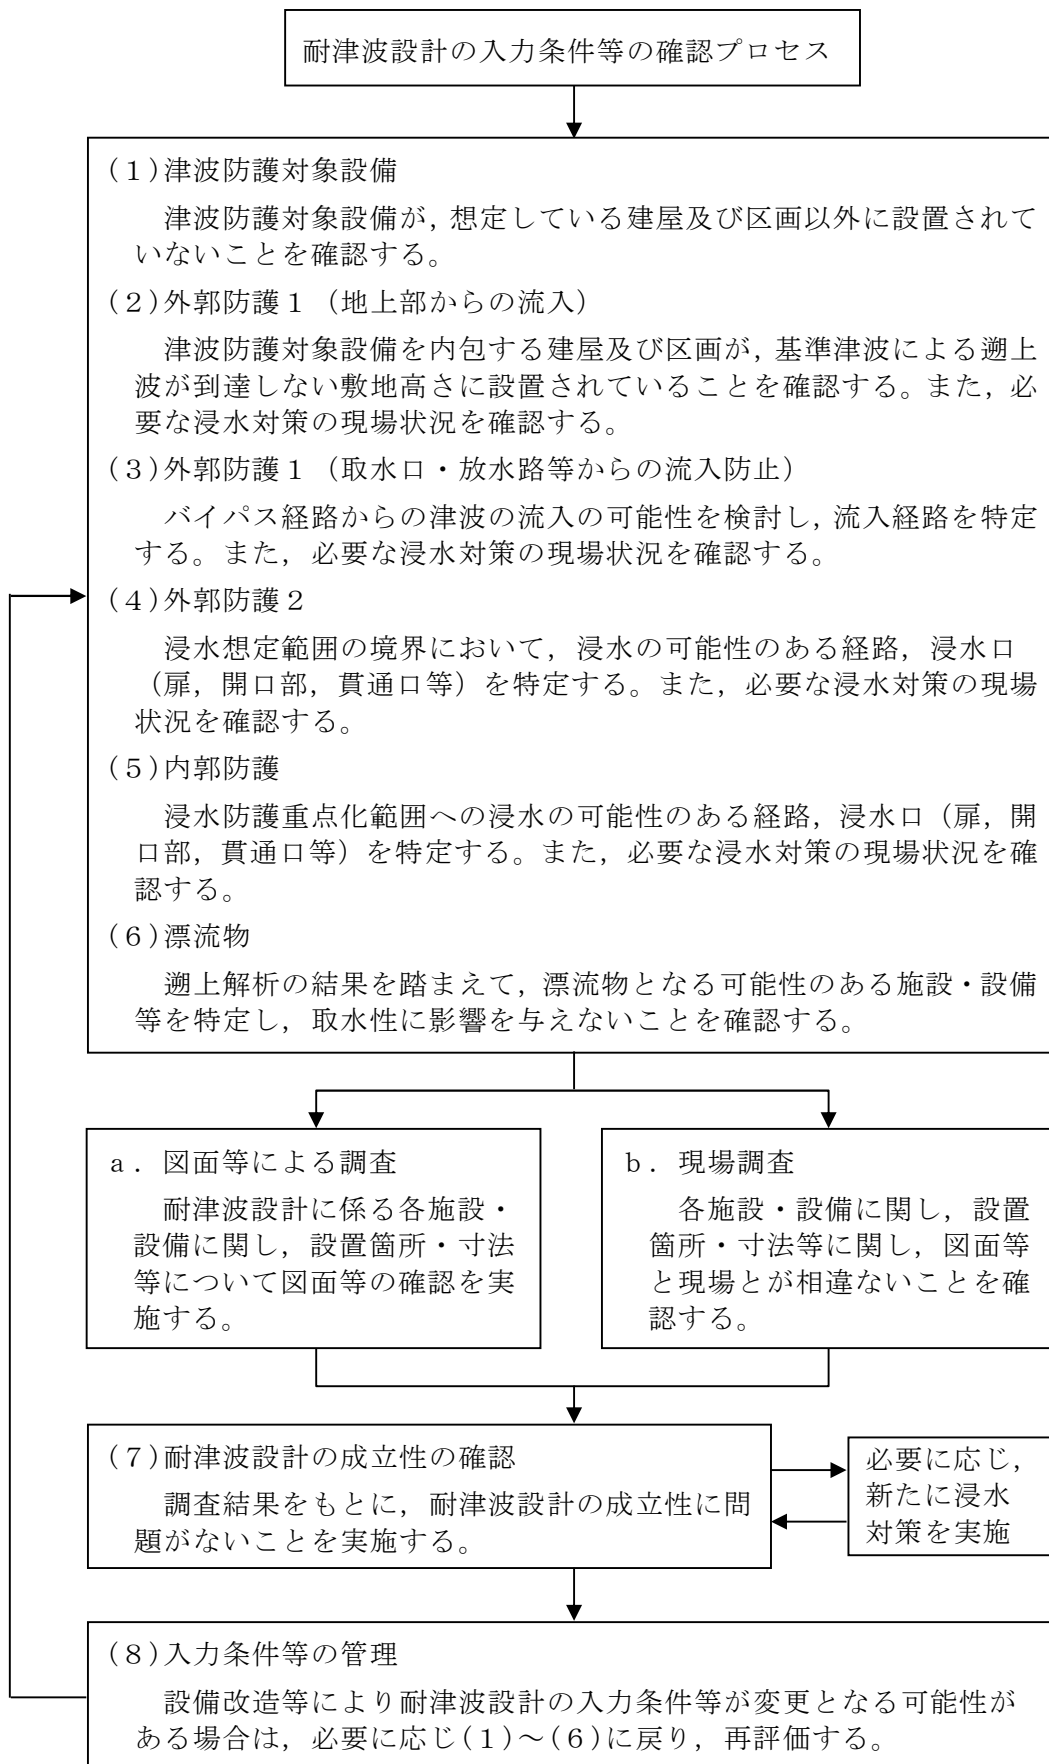 耐津波設計の入力条件等の確認プロセス
(１)津波防護対象設備
津波防護対象設備が，想定している建屋及び区画以外に設置されて
いないことを確認する。
(２)外郭防護１（地上部からの流入）
津波防護対象設備を内包する建屋及び区画が，基準津波による遡上
波が到達しない敷地高さに設置されていることを確認する。また，必
要な浸水対策の現場状況を確認する。
(３)外郭防護１（取水口・放水路等からの流入防止）
バイパス経路からの津波の流入の可能性を検討し，流入経路を特定
する。また，必要な浸水対策の現場状況を確認する。
(４)外郭防護２
浸水想定範囲の境界において，浸水の可能性のある経路，浸水口
（扉，開口部，貫通口等）を特定する。また，必要な浸水対策の現場
状況を確認する。
(５)内郭防護
浸水防護重点化範囲への浸水の可能性のある経路，浸水口（扉，開
口部，貫通口等）を特定する。また，必要な浸水対策の現場状況を確
認する。
(６)漂流物
遡上解析の結果を踏まえて，漂流物となる可能性のある施設・設備
等を特定し，取水性に影響を与えないことを確認する。
ａ．図面等による調査
耐津波設計に係る各施設・
設備に関し，設置箇所・寸法
等について図面等の確認を実
施する。
ｂ．現場調査
各施設・設備に関し，設置
箇所・寸法等に関し，図面等
と現場とが相違ないことを確
認する。
(７)耐津波設計の成立性の確認
調査結果をもとに，耐津波設計の成立性に問
題がないことを実施する。
必要に応じ，
新たに浸水
対策を実施
(８)入力条件等の管理
設備改造等により耐津波設計の入力条件等が変更となる可能性が
ある場合は，必要に応じ(１)～(６)に戻り，再評価する。